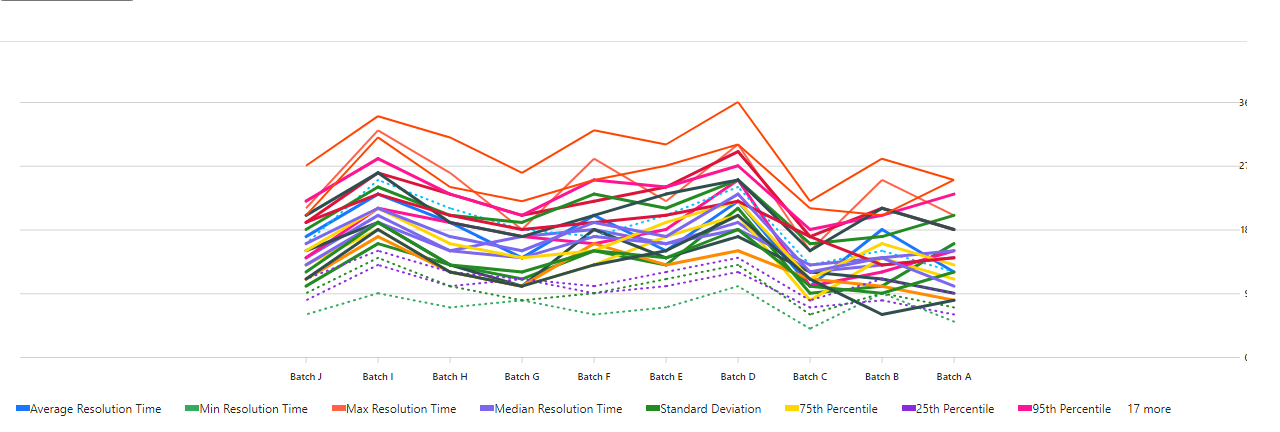 36
27
18
9
0
Batch J Batch I Batch H Batch G Batch F Batch E Batch D Batch C Batch B Batch A
Average Resolution Time Min Resolution Time Max Resolution Time Median Resolution Time Standard Deviation 75th Percentile 25th Percentile 95th Percentile 17 more